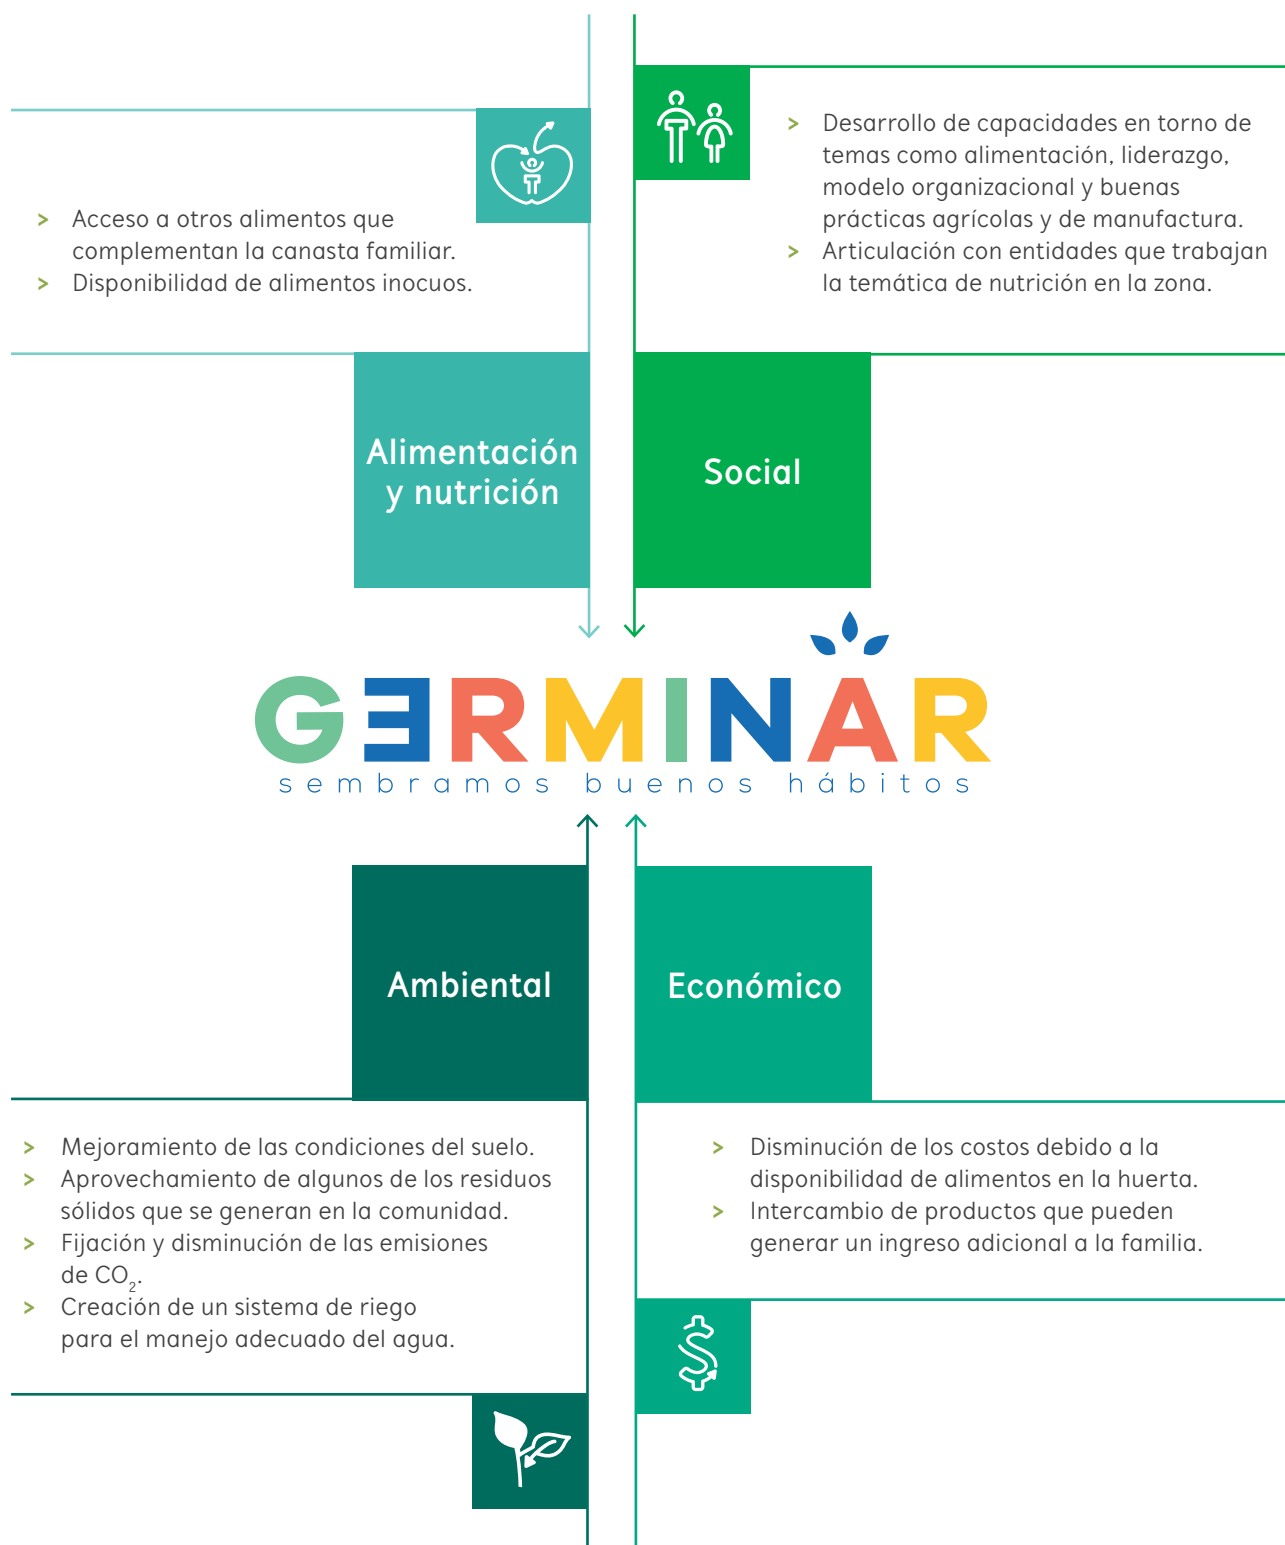 > Acceso a otros alimentos que
complementan la canasta familiar.
> Disponibilidad de alimentos inocuos.
> Desarrollo de capacidades en torno de
temas como alimentación, liderazgo,
modelo organizacional y buenas
prácticas agrícolas y de manufactura.
> Articulación con entidades que trabajan
la temática de nutrición en la zona.
Alimentación
y nutrición
Social
GERMINAR
sembramos buenos hábitos
Ambiental
Económico
> Mejoramiento de las condiciones del suelo.
> Aprovechamiento de algunos de los residuos
sólidos que se generan en la comunidad.
> Fijación y disminución de las emisiones
de CO₂.
> Creación de un sistema de riego
para el manejo adecuado del agua.
> Disminución de los costos debido a la
disponibilidad de alimentos en la huerta.
> Intercambio de productos que pueden
generar un ingreso adicional a la familia.